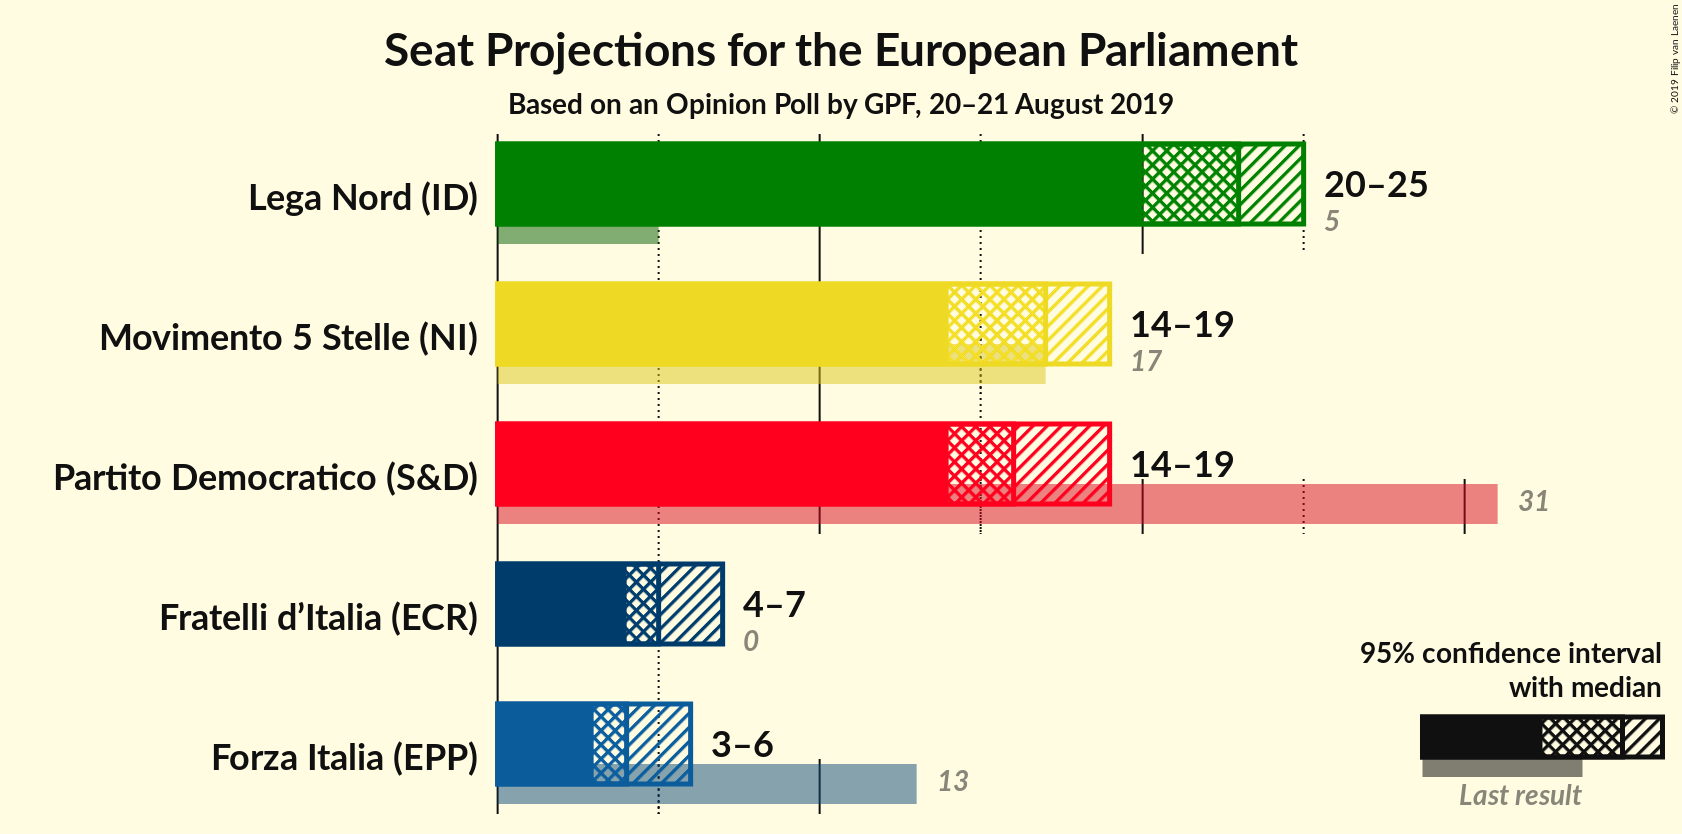 Seat Projections for the European Parliament
Based on an Opinion Poll by GPF, 20–21 August 2019
© 2019 Filip van Laenen
Lega Nord (ID)
20–25
5
Movimento 5 Stelle (NI)
14–19
17
Partito Democratico (S&D)
14–19
31
Fratelli d’Italia (ECR)
4–7
0
Forza Italia (EPP)
3–6
13
95% confidence interval
with median
Last result